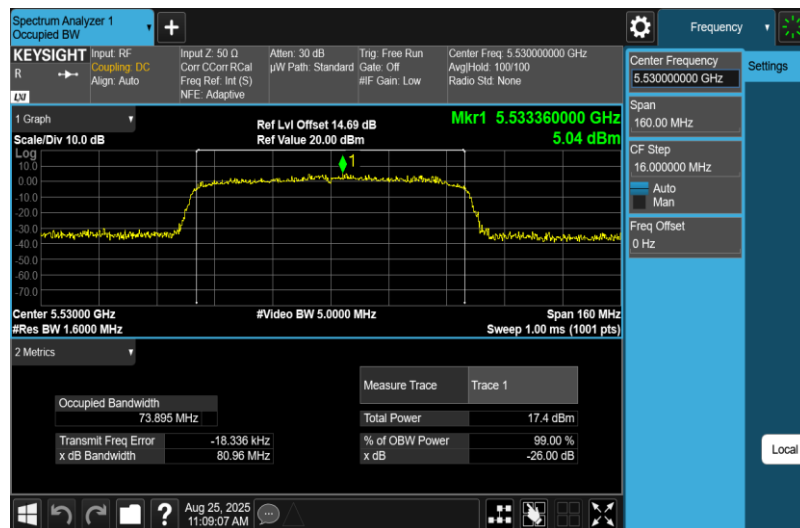 Spectrum Analyzer 1
Occupied BW
+
Frequency
KEYSIGHT
R
LXI
Input: RF
Coupling: DC
Align: Auto
Input Z: 50 Ω
Corr CCorr RCal
Freq Ref: Int (S)
NFE: Adaptive
Atten: 30 dB
µW Path: Standard
Trig: Free Run
Gate: Off
#IF Gain: Low
Center Freq: 5.530000000 GHz
Avg|Hold: 100/100
Radio Std: None
Center Frequency
5.530000000 GHz
Settings
Span
160.00 MHz
CF Step
16.000000 MHz
Auto
Man
Freq Offset
0 Hz
Local
1 Graph
Scale/Div 10.0 dB
Ref Lvl Offset 14.69 dB
Ref Value 20.00 dBm
Mkr1 5.533360000 GHz
5.04 dBm
Log
1
10.0
0.00
-10.0
-20.0
-30.0
-40.0
-50.0
-60.0
-70.0
Center 5.53000 GHz
#Video BW 5.0000 MHz
Span 160 MHz
#Res BW 1.6000 MHz
Sweep 1.00 ms (1001 pts)
2 Metrics
Occupied Bandwidth
73.895 MHz
Transmit Freq Error -18.336 kHz
x dB Bandwidth 80.96 MHz
Measure Trace Trace 1
Total Power 17.4 dBm
% of OBW Power 99.00 %
x dB -26.00 dB
?
Aug 25, 2025
11:09:07 AM